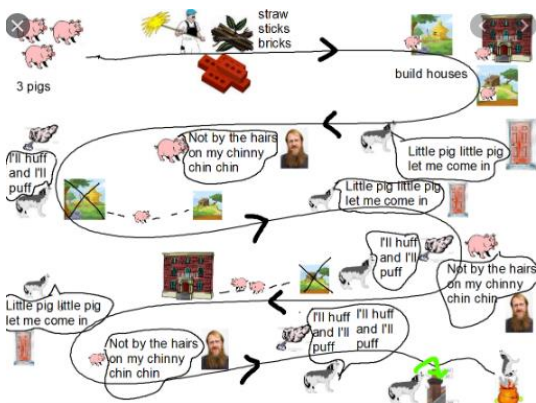 straw
sticks
bricks
3 pigs
build houses
Little pig little pig
let me come in
Not by the hairs
on my chinny
chin chin
I'll huff
and I'll
puff
Little pig little pig
let me come in
Not by the hairs
on my chinny
chin chin
I'll huff
and I'll
puff
Little pig little pig
let me come in
Not by the hairs
on my chinny
chin chin
I'll huff
and I'll
puff
I'll huff
and I'll
puff